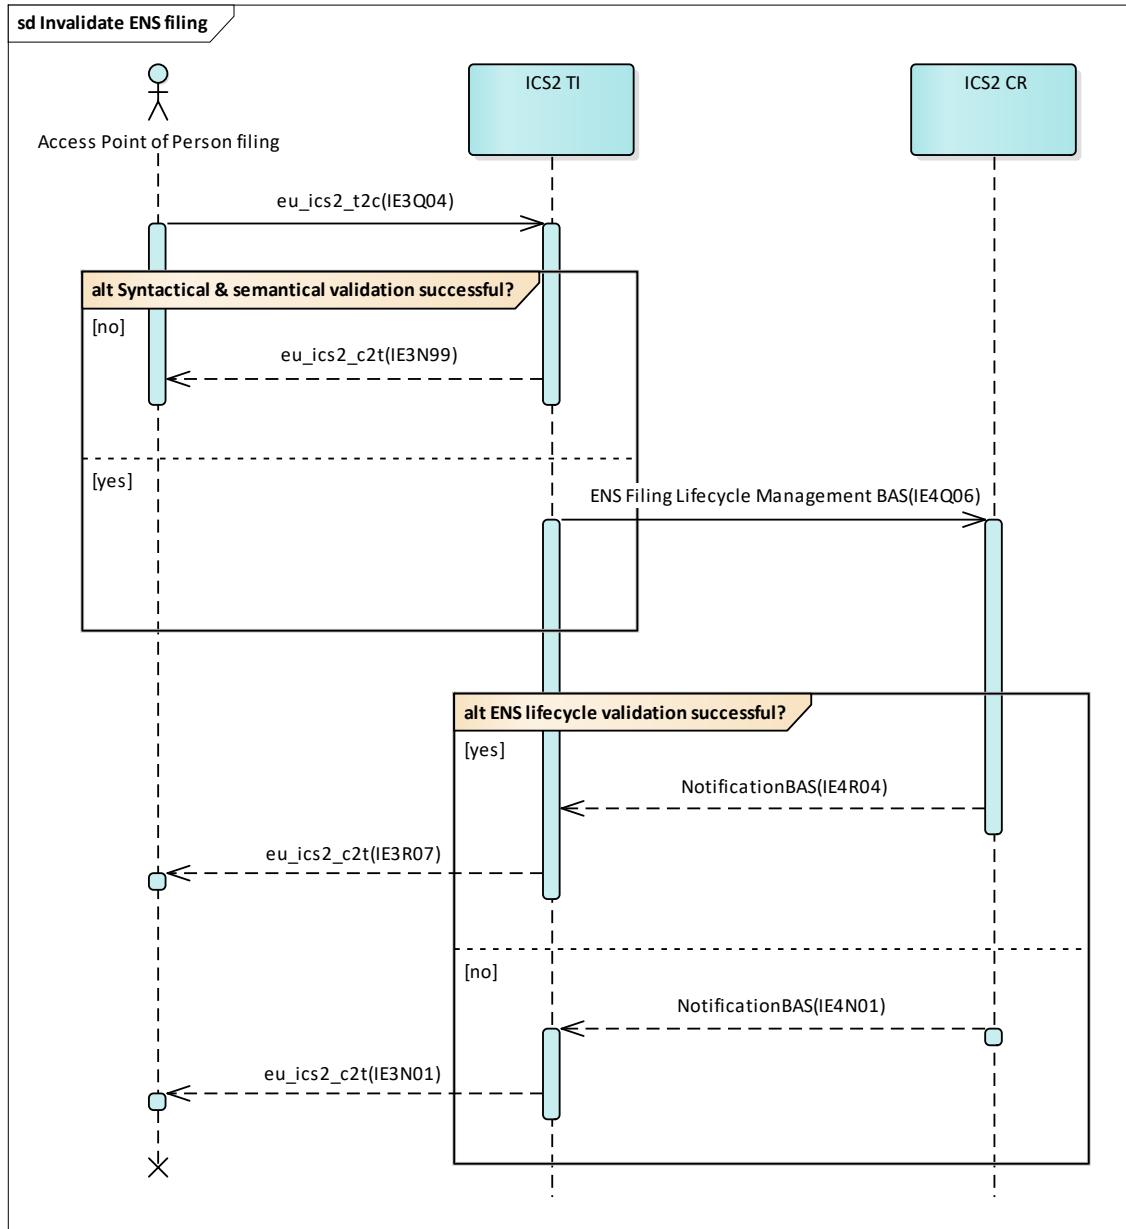 sd Invalidate ENS filing
Access Point of Person filing
ICS2 TI
ICS2 CR
eu_ics2_t2c(IE3Q04)
alt Syntactical & semantical validation successful?
[no]
eu_ics2_c2t(IE3N99)
[yes]
ENS Filing Lifecycle Management BAS(IE4Q06)
alt ENS lifecycle validation successful?
[yes]
NotificationBAS(IE4R04)
eu_ics2_c2t(IE3R07)
[no]
NotificationBAS(IE4N01)
eu_ics2_c2t(IE3N01)